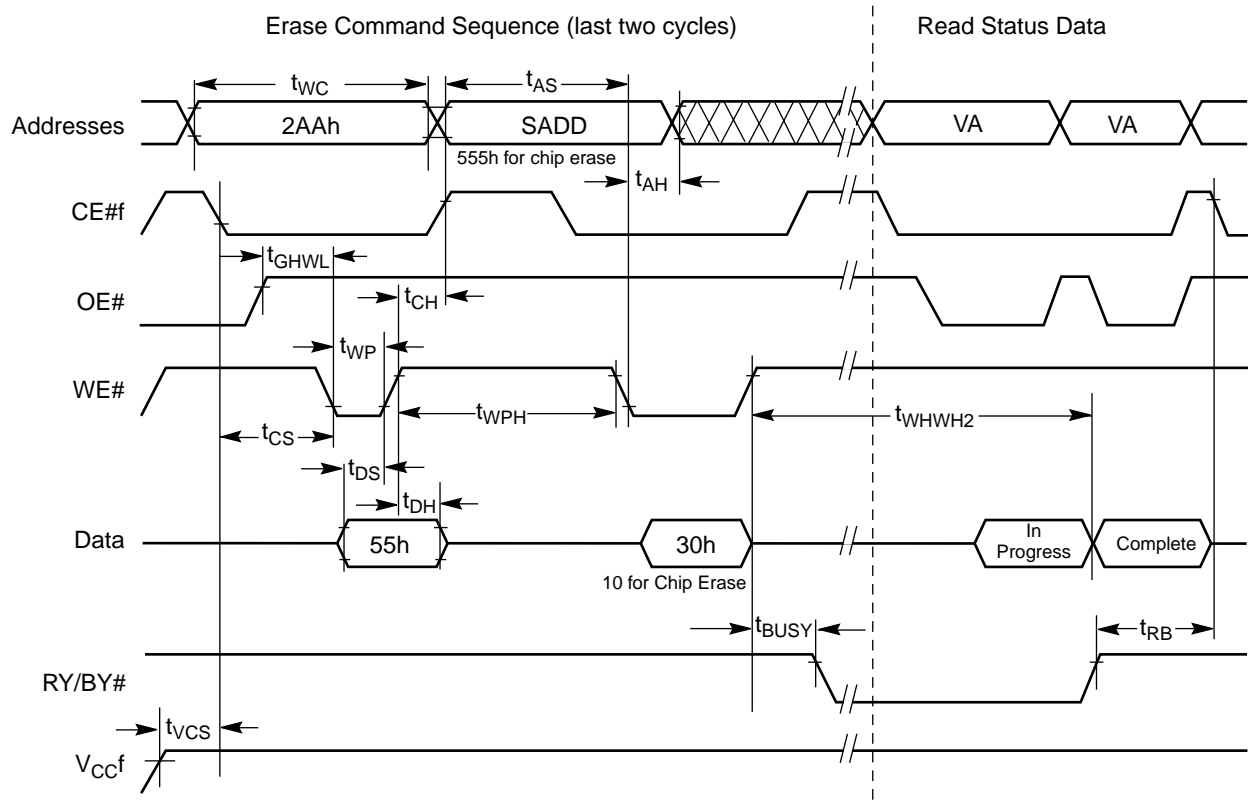 Erase Command Sequence (last two cycles)
Read Status Data
tWC
tAS
Addresses
2AAh
SADD
VA
VA
555h for chip erase
tAH
CE#f
tGHWL
OE#
tCH
tWP
WE#
tWPH
tWHWH2
tCS
tDS
tDH
Data
55h
30h
In
Progress
Complete
10 for Chip Erase
tBUSY
tRB
RY/BY#
tVCS
VCCf